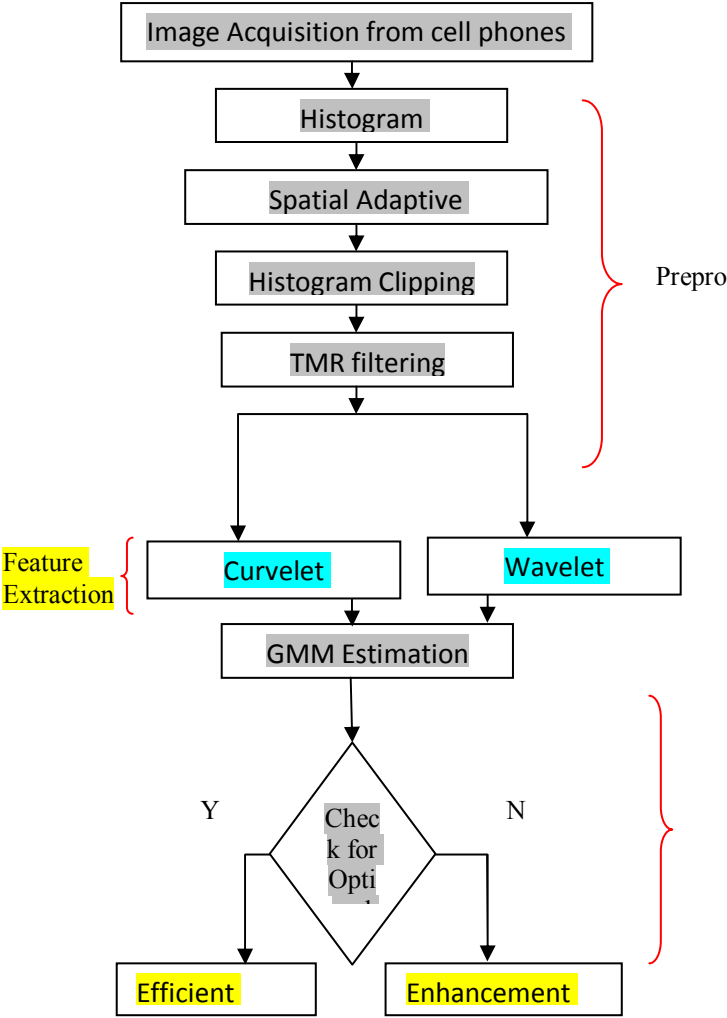 Image Acquisition from cell phones
Histogram
Spatial Adaptive
Histogram Clipping
Prepro
TMR filtering
Feature
Extraction
Curvelet
Wavelet
GMM Estimation
Y
N
Chec
k for
Opti
Efficient
Enhancement